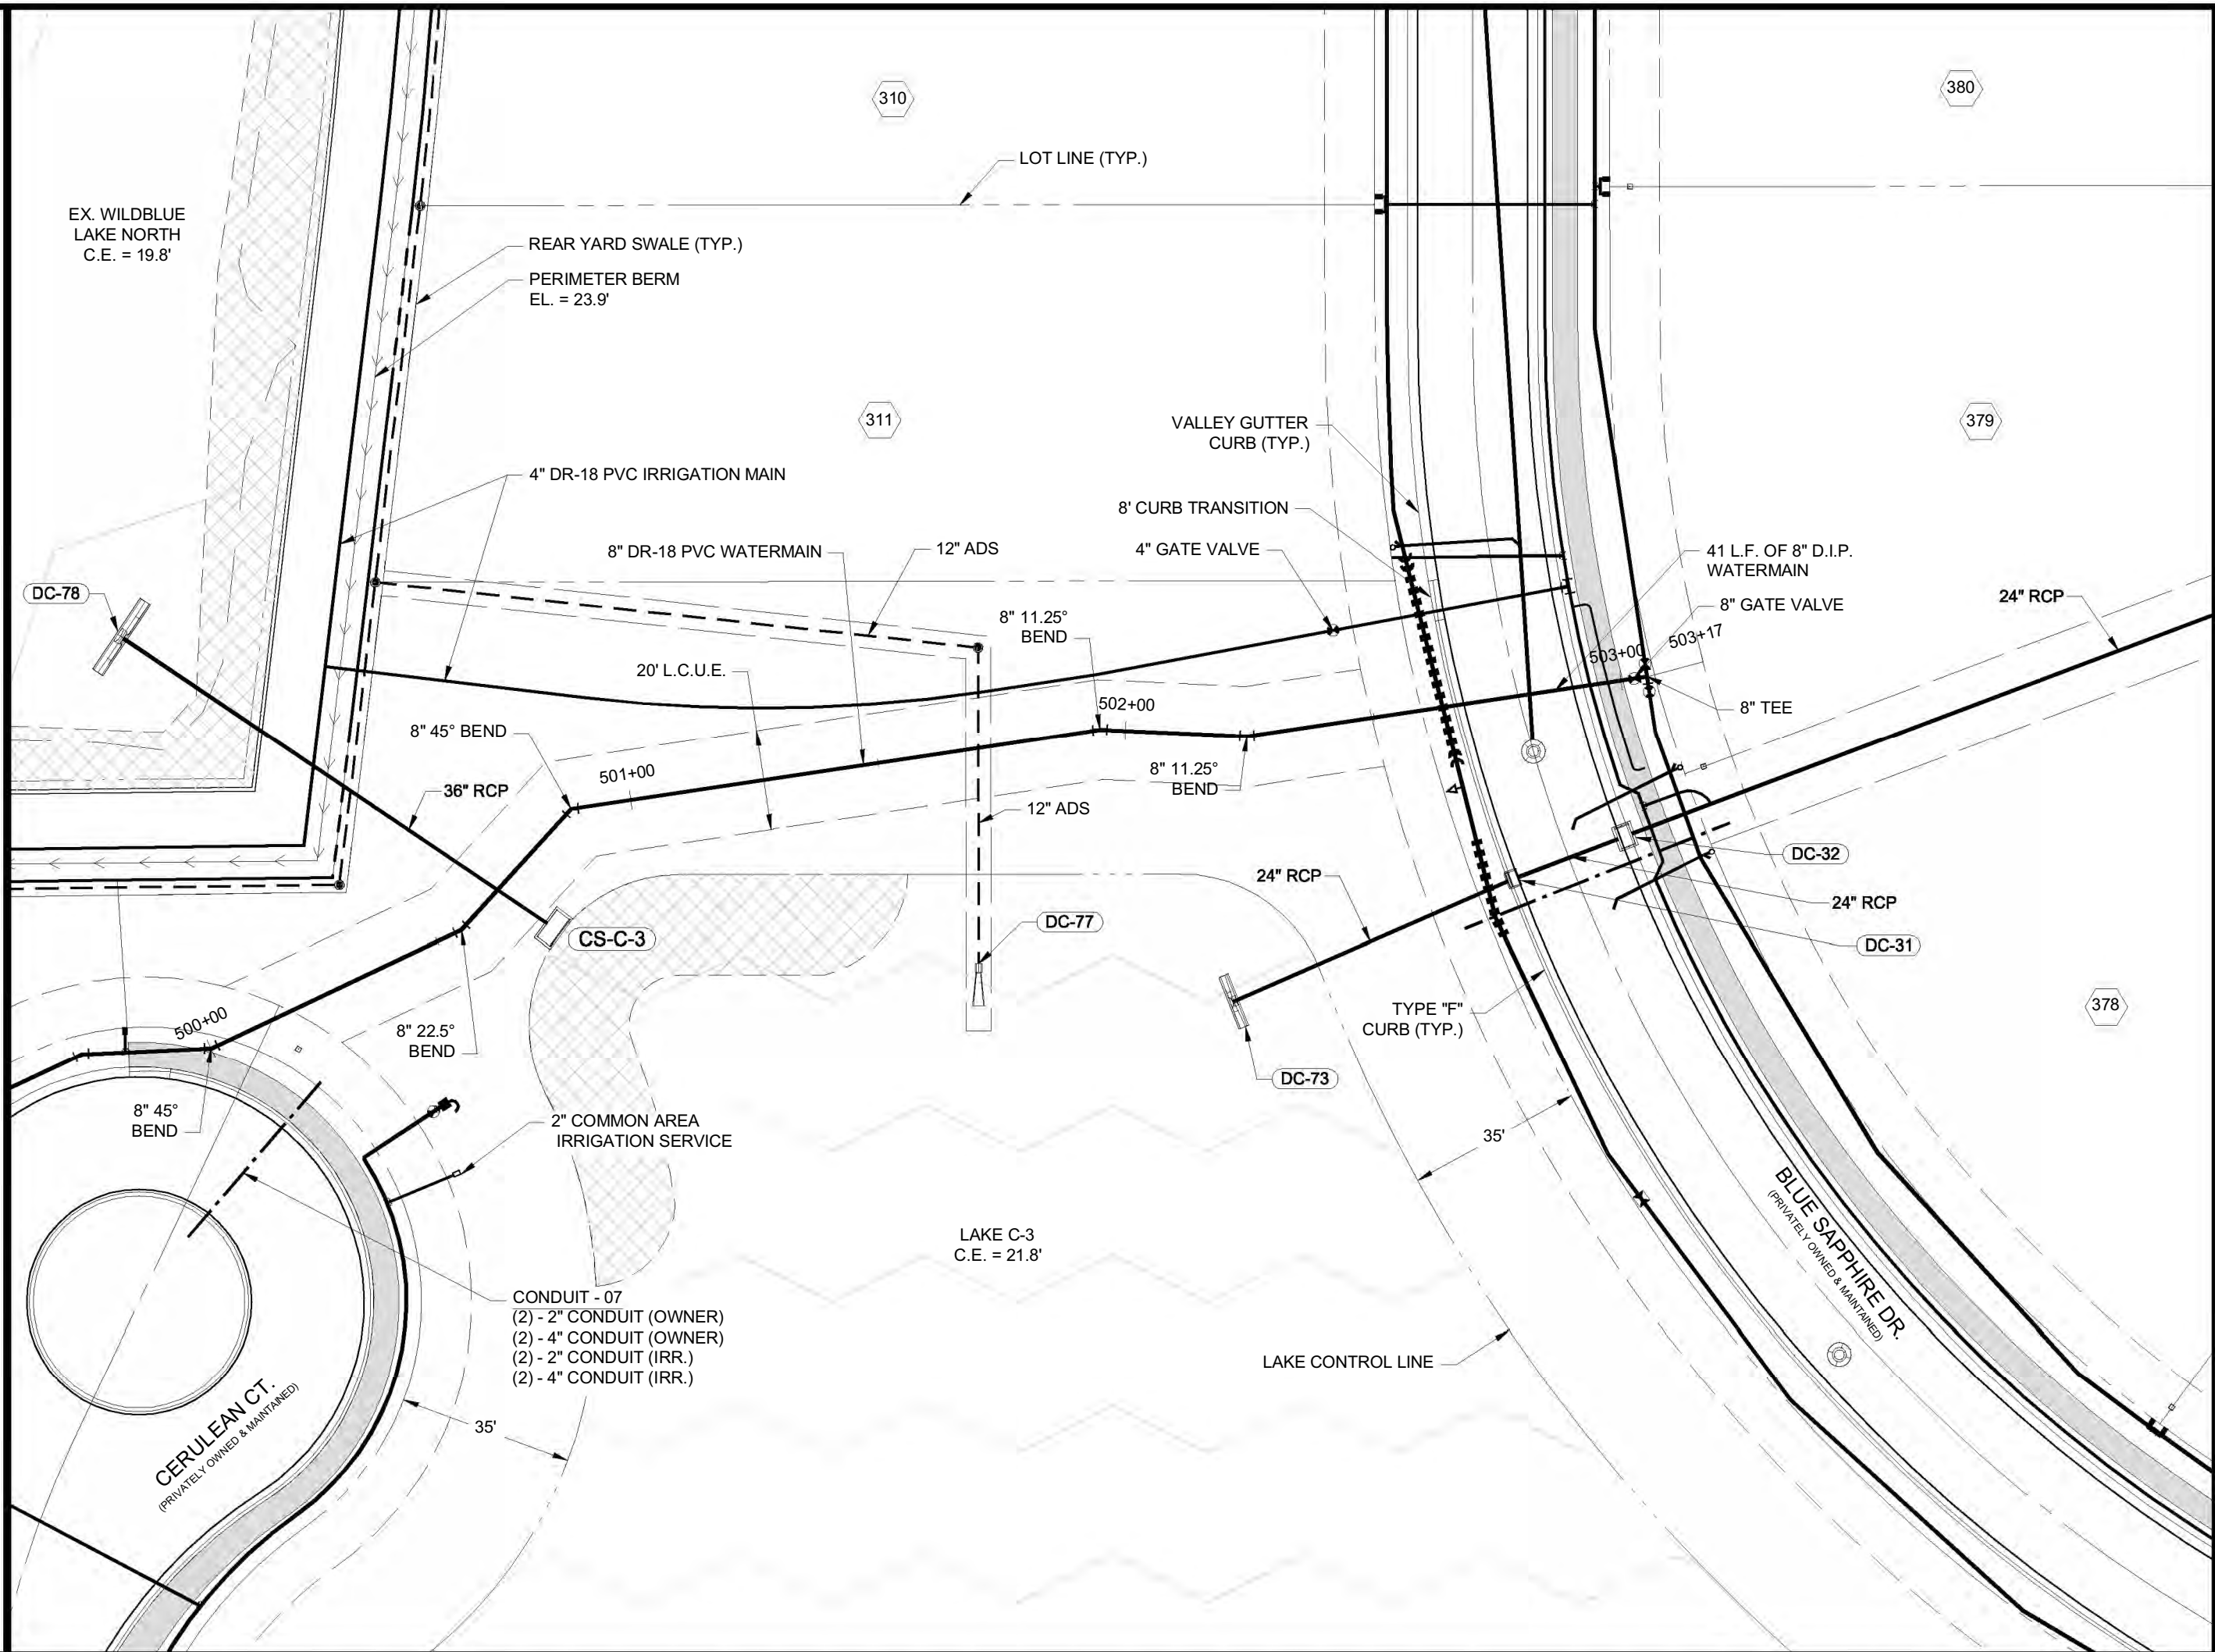 310
380
LOT LINE (TYP.)
EX. WILDBLUE
LAKE NORTH
C.E. = 19.8'
REAR YARD SWALE (TYP.)
PERIMETER BERM
EL. = 23.9'
311
379
VALLEY GUTTER
CURB (TYP.)
4" DR-18 PVC IRRIGATION MAIN
8' CURB TRANSITION
8" DR-18 PVC WATERMAIN
12" ADS
4" GATE VALVE
41 L.F. OF 8" D.I.P.
WATERMAIN
DC-78
8" GATE VALVE
24" RCP
8" 11.25°
BEND
503+17
503+00
20' L.C.U.E.
502+00
8" TEE
8" 45° BEND
501+00
8" 11.25°
BEND
36" RCP
12" ADS
DC-32
24" RCP
24" RCP
DC-77
CS-C-3
DC-31
500+00
8" 22.5°
BEND
TYPE "F"
CURB (TYP.)
378
DC-73
8" 45°
BEND
2" COMMON AREA
IRRIGATION SERVICE
35'
LAKE C-3
C.E. = 21.8'
BLUE SAPPHIRE DR.
(PRIVATELY OWNED & MAINTAINED)
CONDUIT - 07
(2) - 2" CONDUIT (OWNER)
(2) - 4" CONDUIT (OWNER)
(2) - 2" CONDUIT (IRR.)
(2) - 4" CONDUIT (IRR.)
LAKE CONTROL LINE
35'
CERULEAN CT.
(PRIVATELY OWNED & MAINTAINED)